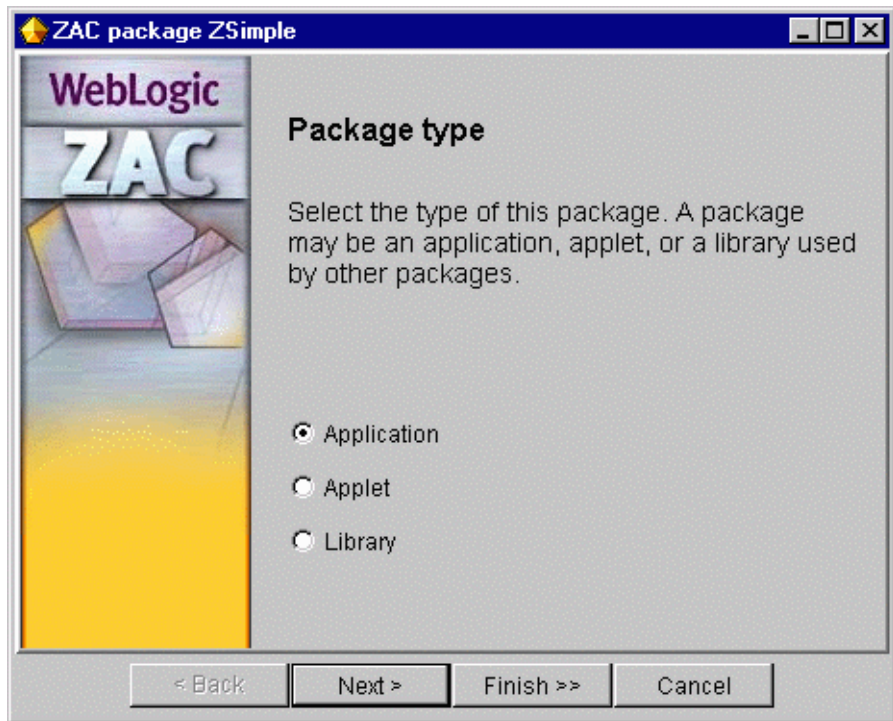 ZAC package ZSimple
WebLogic
ZAC
Package type
Select the type of this package. A package
may be an application, applet, or a library used
by other packages.
Application
Applet
Library
< Back
Next >
Finish >>
Cancel